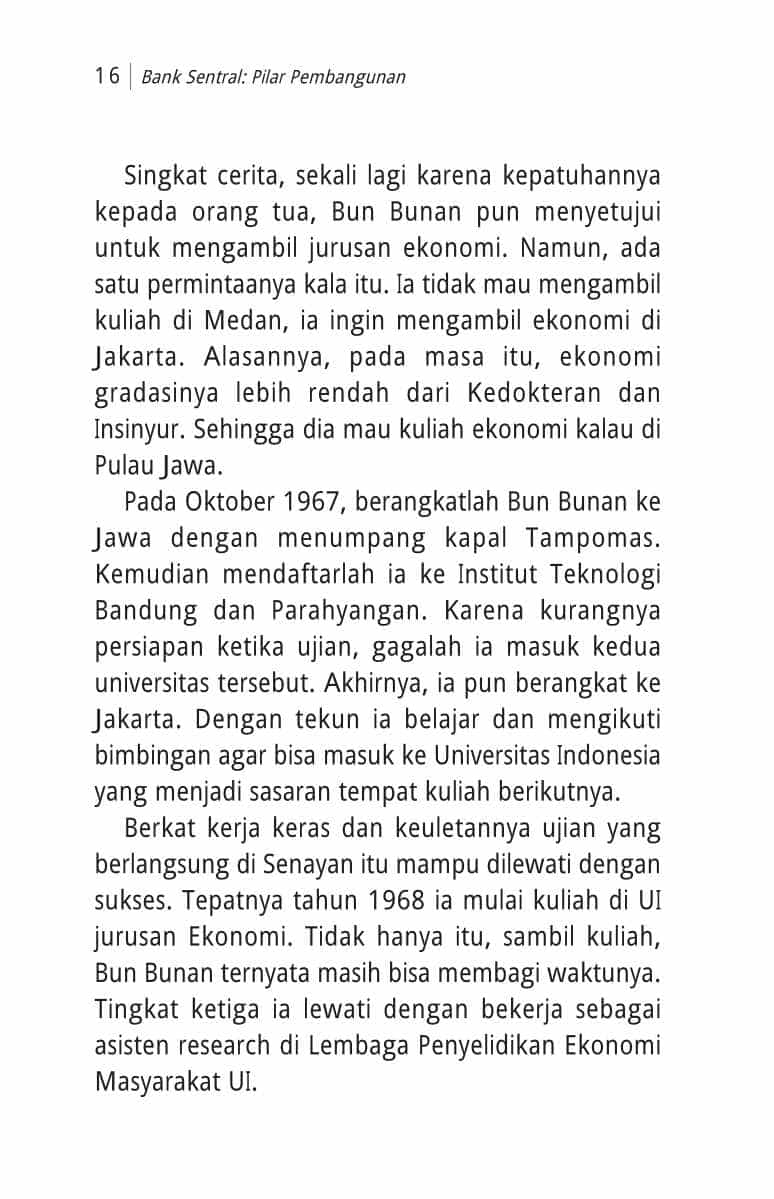 16 | Bank Sentral: Pilar Pembangunan
Singkat cerita, sekali lagi karena kepatuhannya
kepada orang tua, Bun Bunan pun menyetujui
untuk mengambil jurusan ekonomi. Namun, ada
satu permintaanya kala itu. Ia tidak mau mengambil
kuliah di Medan, ia ingin mengambil ekonomi di
Jakarta. Alasannya, pada masa itu, ekonomi
gradasinya lebih rendah dari Kedokteran dan
Insinyur. Sehingga dia mau kuliah ekonomi kalau di
Pulau Jawa.
Pada Oktober 1967, berangkatlah Bun Bunan ke
Jawa dengan menumpang kapal Tampomas.
Kemudian mendaftarlah ia ke Institut Teknologi
Bandung dan Parahyangan. Karena kurangnya
persiapan ketika ujian, gagalah ia masuk kedua
universitas tersebut. Akhirnya, ia pun berangkat ke
Jakarta. Dengan tekun ia belajar dan mengikuti
bimbingan agar bisa masuk ke Universitas Indonesia
yang menjadi sasaran tempat kuliah berikutnya.
Berkat kerja keras dan keuletannya ujian yang
berlangsung di Senayan itu mampu dilewati dengan
sukses. Tepatnya tahun 1968 ia mulai kuliah di UI
jurusan Ekonomi. Tidak hanya itu, sambil kuliah,
Bun Bunan ternyata masih bisa membagi waktunya.
Tingkat ketiga ia lewati dengan bekerja sebagai
asisten research di Lembaga Penyelidikan Ekonomi
Masyarakat UI.